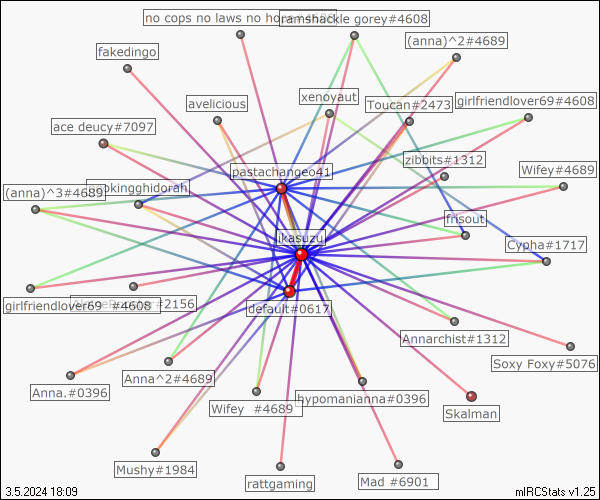 no cops no laws no
ramshackle gorey#4608
(anna)^2#4689
fakedingo
xenoyaut
avelicious
Toucan#2473
girlfriendlover69#4608
ace deucy#7097
zibbits#1312
pastachangeo41
Wifey#4689
(anna)^3#4689
smokingghidorah
frisout
ikasuzu
Cypha#1717
girlfriendlover69 #4608
#2156
default#0617
Annarchist#1312
Soxy Foxy#5076
Anna^2#4689
Anna.#0396
Wifey #4689
hypomanianna#0396
Skalman
Mushy#1984
rattgaming
Mad #6901
3.5.2024 18:09
mIRCStats v1.25